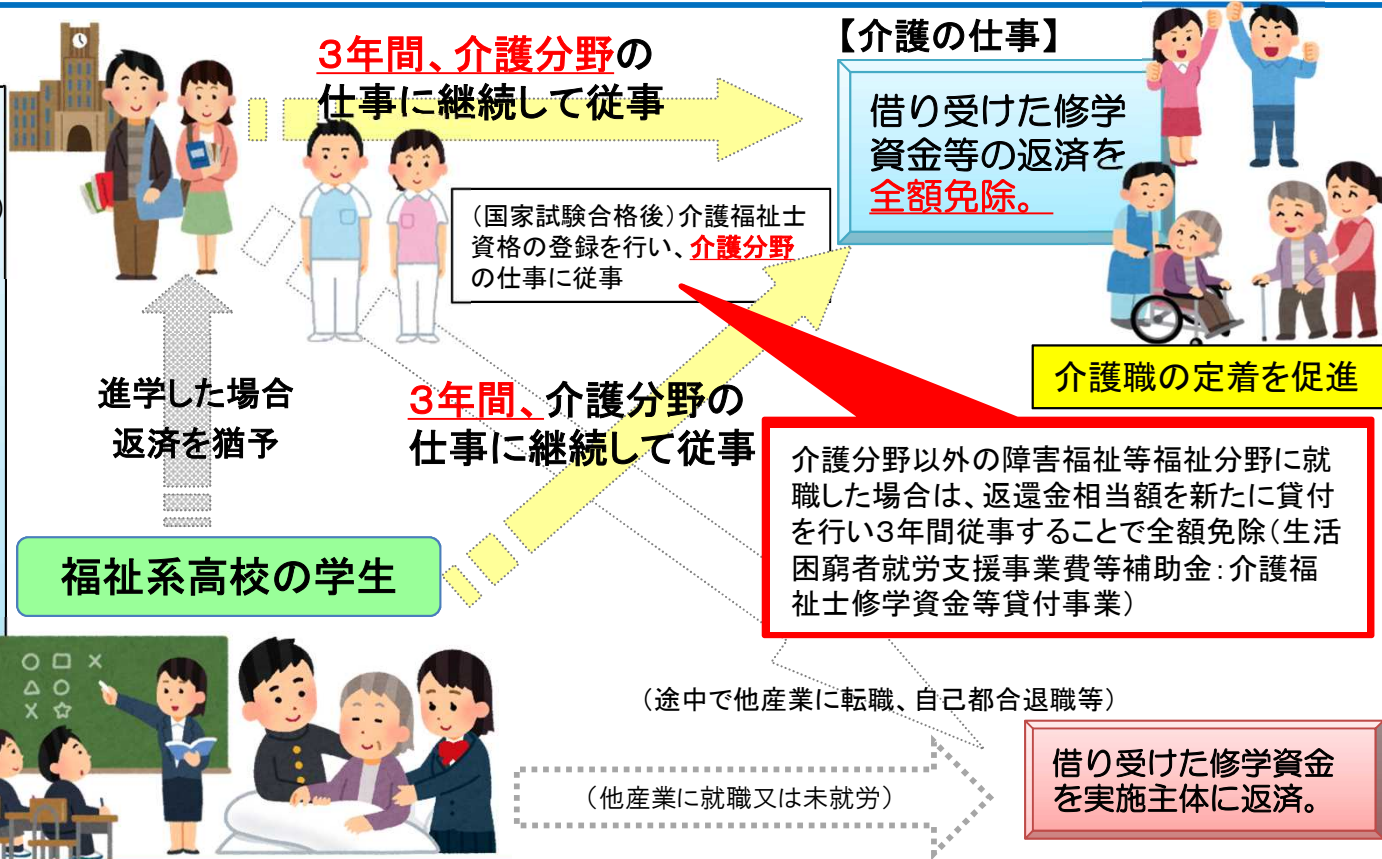 3年間、介護分野の
仕事に継続して従事
【介護の仕事】
借り受けた修学
資金等の返済を
全額免除。
（国家試験合格後）介護福祉士
資格の登録を行い、介護分野
の仕事に従事
介護職の定着を促進
進学した場合
返済を猶予
3年間、介護分野の
仕事に継続して従事
介護分野以外の障害福祉等福祉分野に就
職した場合は、返還金相当額を新たに貸付
を行い3年間従事することで全額免除（生活
困窮者就労支援事業費等補助金：介護福
祉士修学資金等貸付事業）
福祉系高校の学生
（途中で他産業に転職、自己都合退職等）
（他産業に就職又は未就労）
借り受けた修学資金
を実施主体に返済。